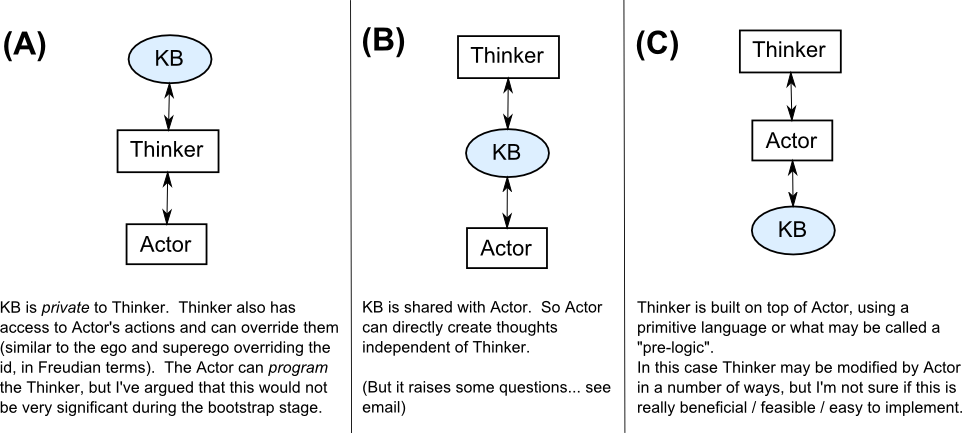 (A)
KB
Thinker
Actor
KB is private to Thinker. Thinker also has
access to Actor's actions and can override them
(similar to the ego and superego overriding the
id, in Freudian terms). The Actor can program
the Thinker, but I've argued that this would not
be very significant during the bootstrap stage.
(B)
Thinker
KB
Actor
KB is shared with Actor. So Actor
can directly create thoughts
independent of Thinker.
(But it raises some questions... see
email)
(C)
Thinker
Actor
KB
Thinker is built on top of Actor, using a
primitive language or what may be called a
"pre-logic".
In this case Thinker may be modified by Actor
in a number of ways, but I'm not sure if this is
really beneficial / feasible / easy to implement.